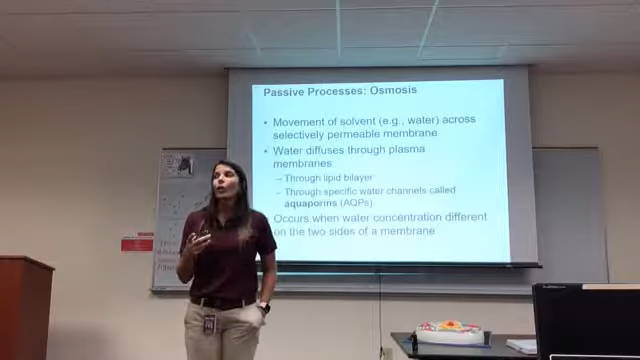 Passive Processes: Osmosis
• Movement of solvent (e.g., water) across
selectively permeable membrane
• Water diffuses through plasma
membranes
– Through lipid bilayer
– Through specific water channels called
aquaporins (AQPs)
Occurs when water concentration different
on the two sides of a membrane